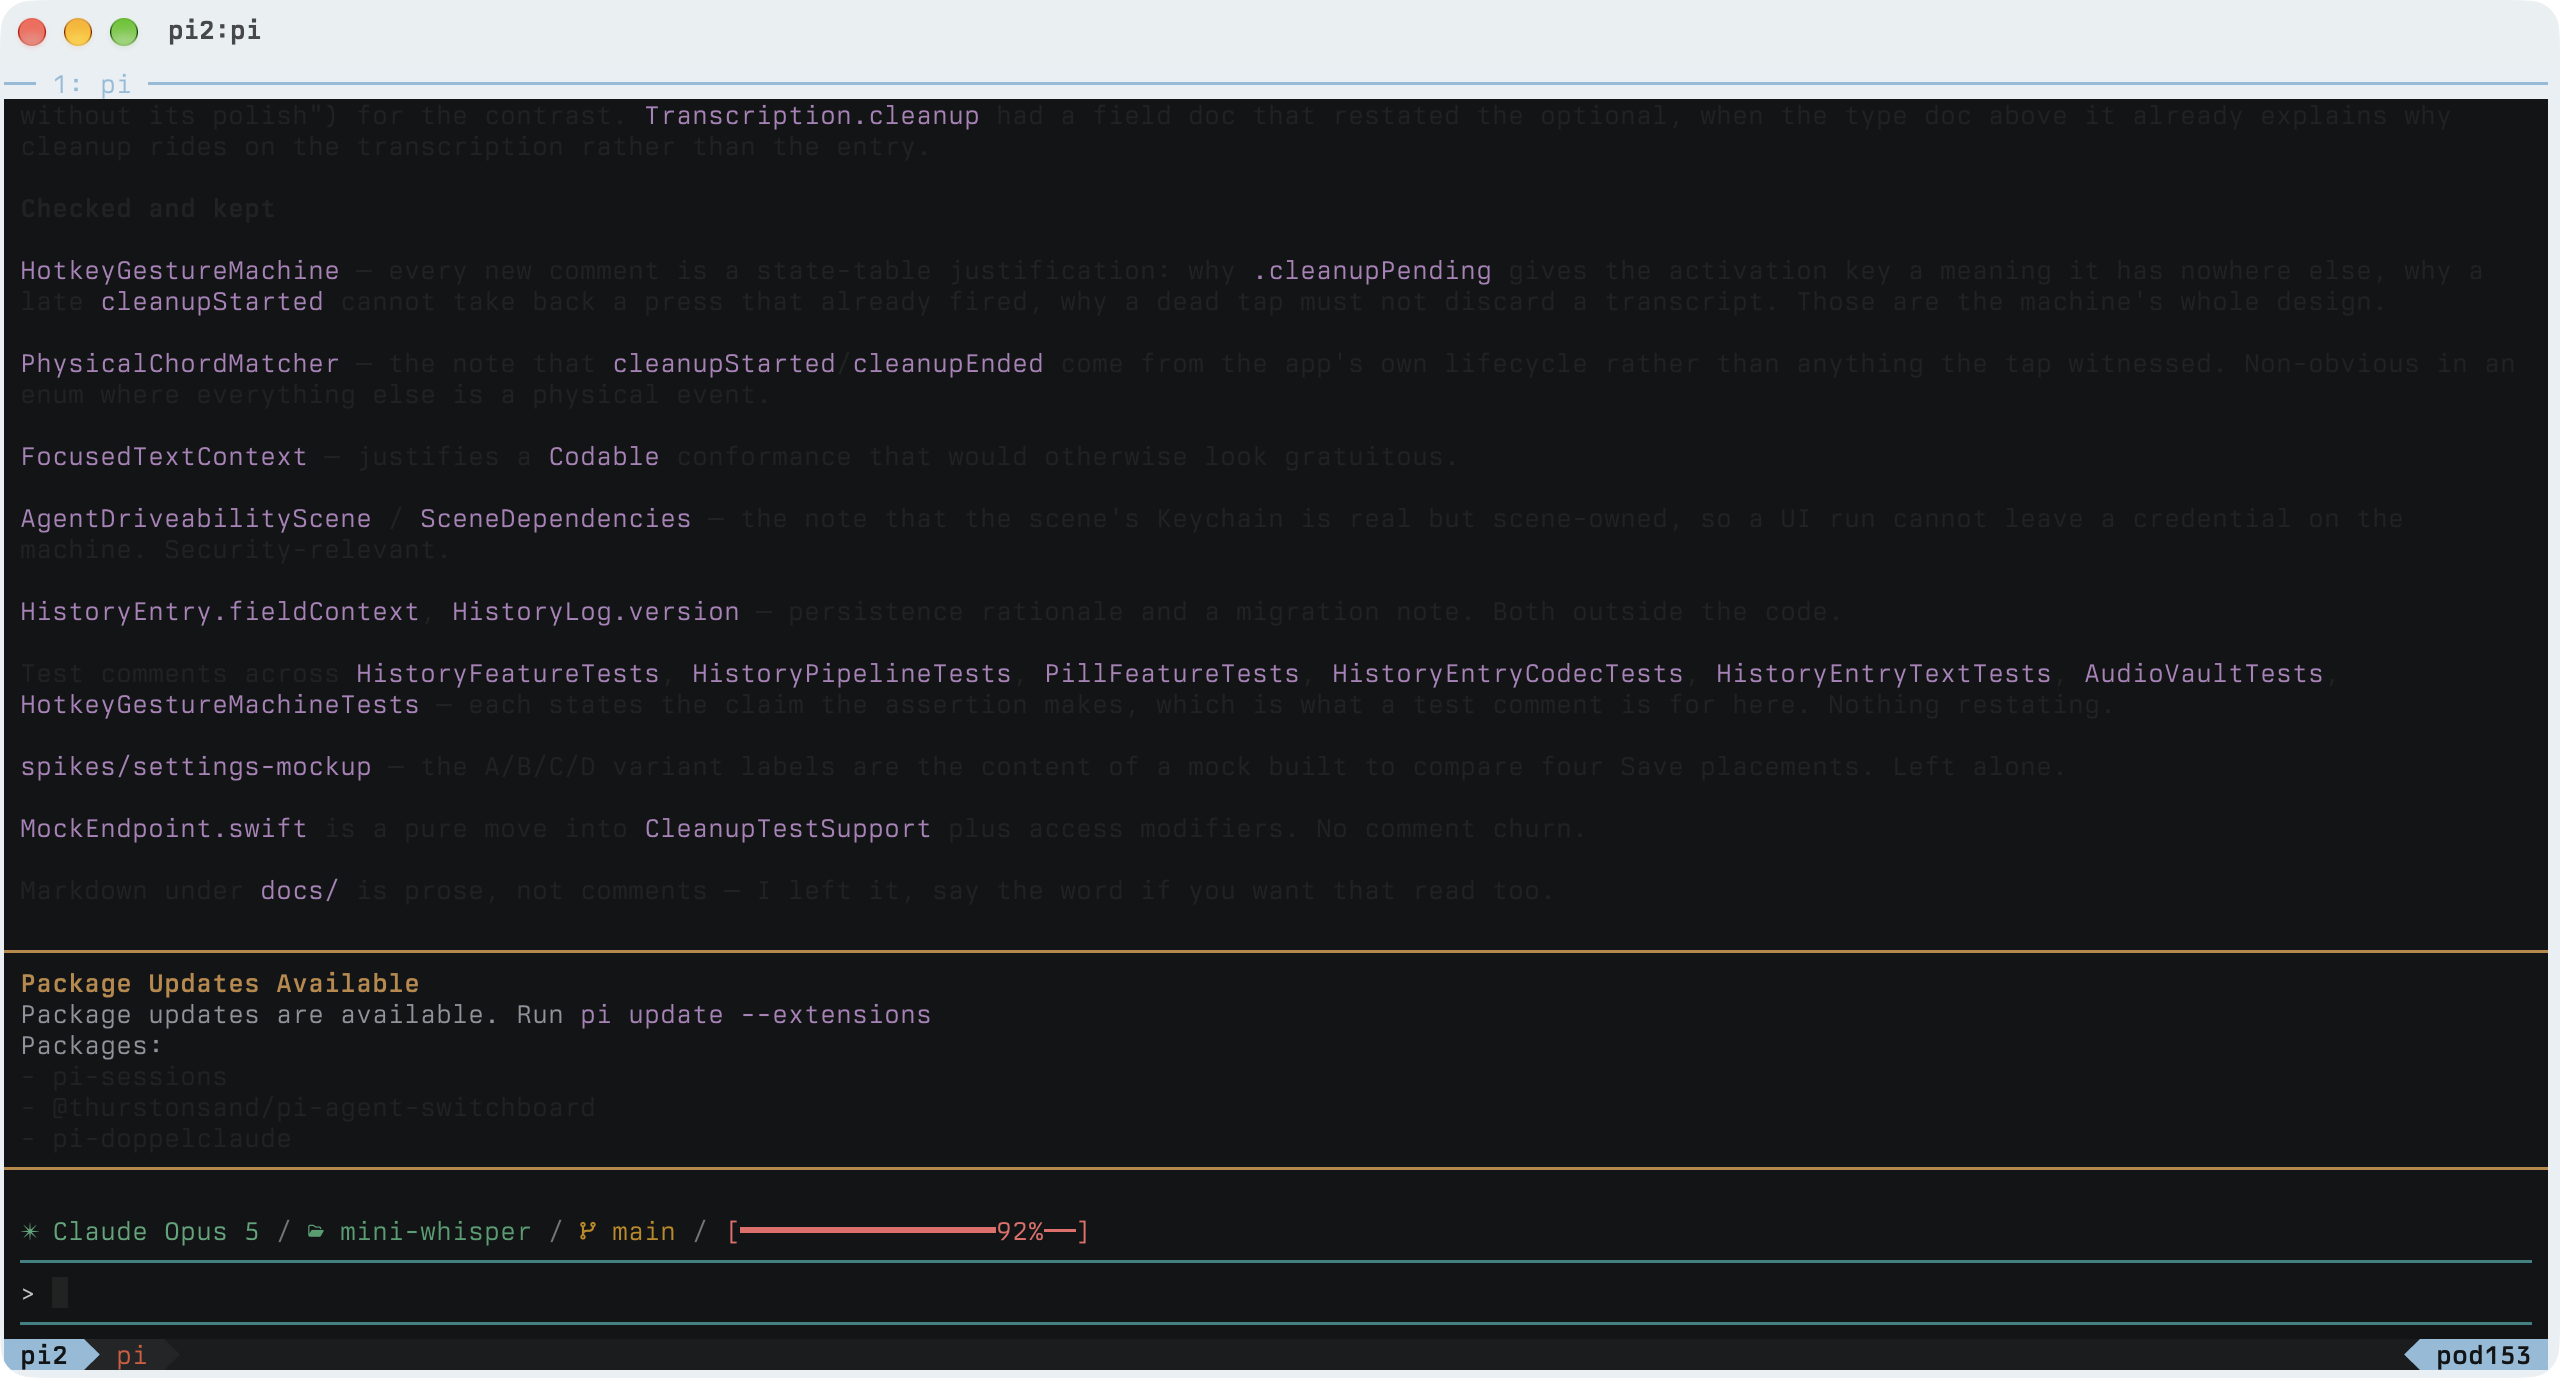 pi2:pi
1: pi
without its polish") for the contrast. Transcription.cleanup had a field doc that restated the optional, when the type doc above it already explains why
cleanup rides on the transcription rather than the entry.
Checked and kept
HotkeyGestureMachine — every new comment is a state-table justification: why .cleanupPending gives the activation key a meaning it has nowhere else, why a
late cleanupStarted cannot take back a press that already fired, why a dead tap must not discard a transcript. Those are the machine's whole design.
PhysicalChordMatcher — the note that cleanupStarted/cleanupEnded come from the app's own lifecycle rather than anything the tap witnessed. Non-obvious in an
enum where everything else is a physical event.
FocusedTextContext — justifies a Codable conformance that would otherwise look gratuitous.
AgentDriveabilityScene / SceneDependencies — the note that the scene's Keychain is real but scene-owned, so a UI run cannot leave a credential on the
machine. Security-relevant.
HistoryEntry.fieldContext, HistoryLog.version — persistence rationale and a migration note. Both outside the code.
Test comments across HistoryFeatureTests, HistoryPipelineTests, PillFeatureTests, HistoryEntryCodecTests, HistoryEntryTextTests, AudioVaultTests,
HotkeyGestureMachineTests — each states the claim the assertion makes, which is what a test comment is for here. Nothing restating.
spikes/settings-mockup — the A/B/C/D variant labels are the content of a mock built to compare four Save placements. Left alone.
MockEndpoint.swift is a pure move into CleanupTestSupport plus access modifiers. No comment churn.
Markdown under docs/ is prose, not comments — I left it, say the word if you want that read too.
Package Updates Available
Package updates are available. Run pi update --extensions
Packages:
- pi-sessions
- @thurstonsand/pi-agent-switchboard
- pi-doppelclaude
Claude Opus 5 / mini-whisper / main / [92%]
>
pi2 pi pod153